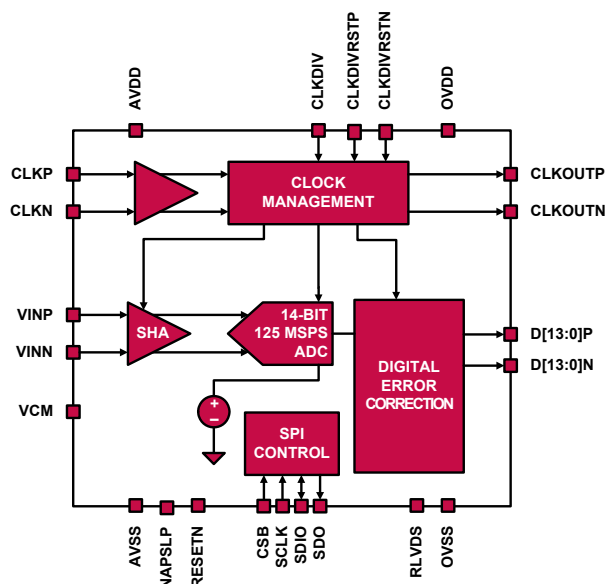 AVDD
CLKDIV
CLKDIVRSTP
CLKDIVRSTN
OVDD
CLKP
CLKN
CLOCK
MANAGEMENT
CLKOUTP
CLKOUTN
VINP
VINN
SHA
14-BIT
125 MSPS
ADC
DIGITAL
ERROR
CORRECTION
D[13:0]P
D[13:0]N
VCM
+
–
SPI
CONTROL
AVSS
NAPSLP
RESETN
CSB
SCLK
SDIO
SDO
RLVDS
OVSS